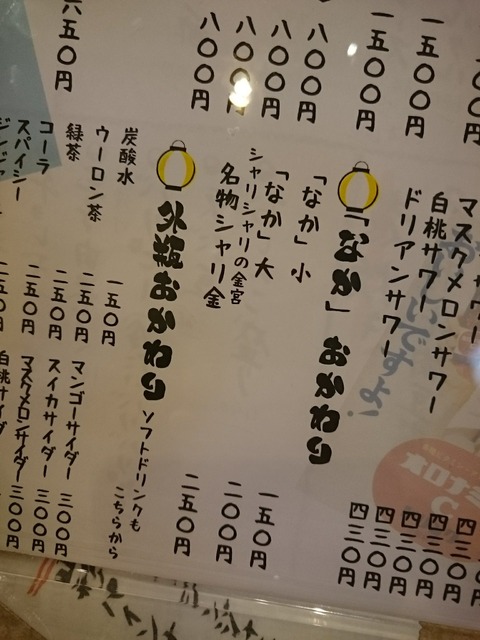 一五〇〇円
一五〇〇円
八〇〇円
八〇〇円
八〇〇円
八〇〇円
五〇円
マスクメロンサワー
四三〇円
白桃サワー
四三〇円
ドリアンサワー
四三〇円
四三〇円
四三〇円
「なか」おかわり
「なか」小
一五〇円
「なか」大
二〇〇円
シャリシャリの金宮
名物シャリ金
二五〇円
外瓶おかわり
ソフトドリンクも
こちらから
炭酸水
一五〇円
ウーロン茶
二五〇円
緑茶
二五〇円
コーラ
二五〇円
スパイシー
二五〇円
マンゴーサイダー
三〇〇円
スイカサイダー
三〇〇円
マスクメロンサイダー
三〇〇円
白桃サイダー